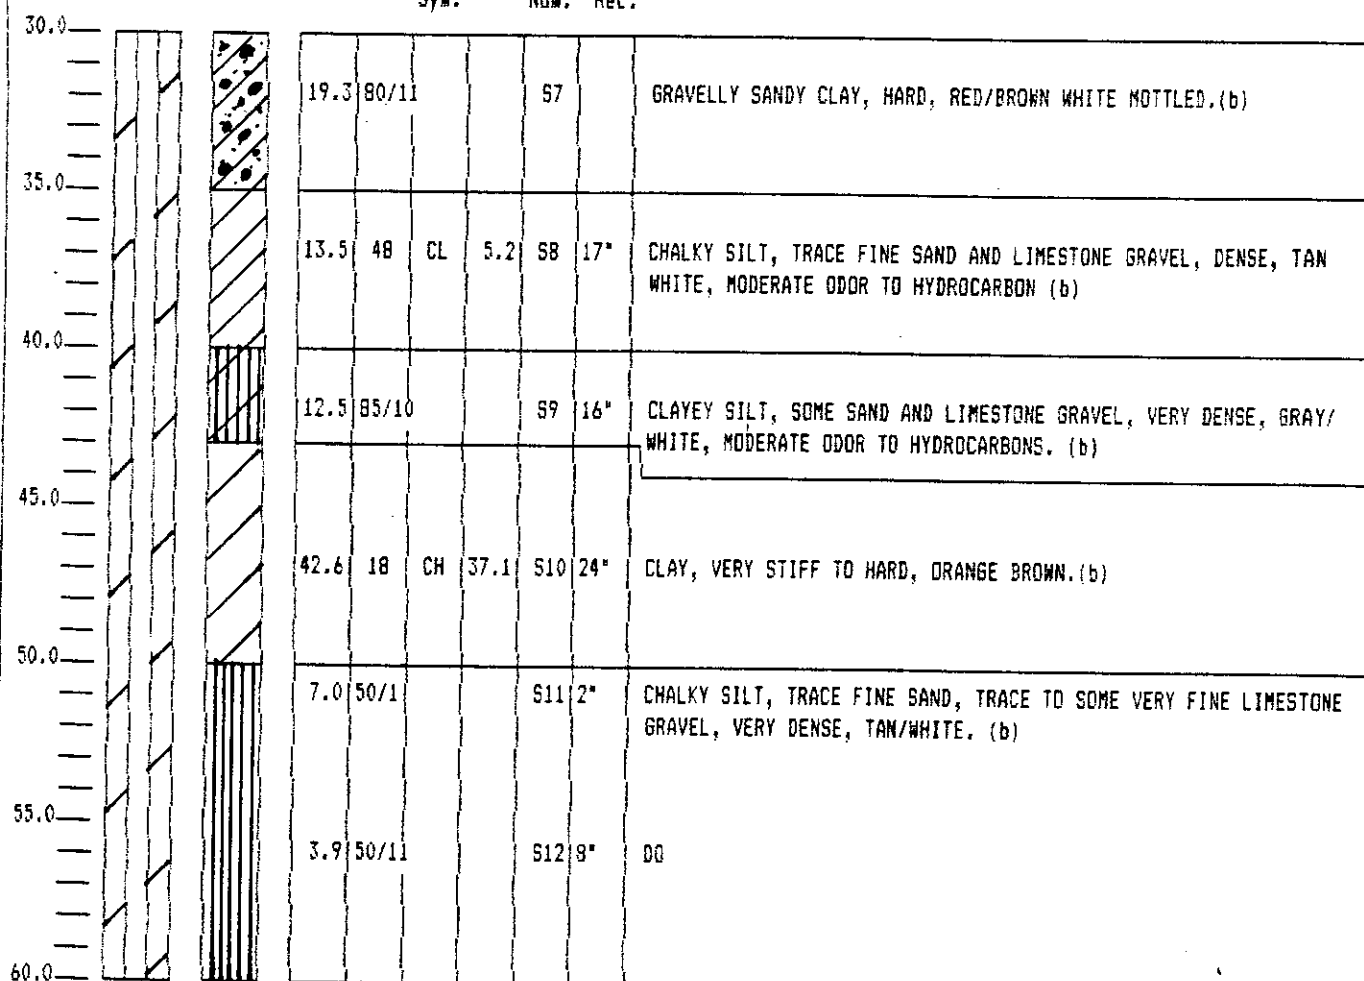 Sym. Num. Rec.
30.0
19.3 80/11 S7 GRAVELLY SANDY CLAY, HARD, RED/BROWN WHITE MOTTLED.(b)
35.0
13.5 48 CL 5.2 S8 17" CHALKY SILT, TRACE FINE SAND AND LIMESTONE GRAVEL, DENSE, TAN
WHITE, MODERATE ODOR TO HYDROCARBON (b)
40.0
12.5 85/10 S9 16" CLAYEY SILT, SOME SAND AND LIMESTONE GRAVEL, VERY DENSE, GRAY/
WHITE, MODERATE ODOR TO HYDROCARBONS. (b)
45.0
42.6 18 CH 37.1 S10 24" CLAY, VERY STIFF TO HARD, ORANGE BROWN.(b)
50.0
7.0 50/1 S11 2" CHALKY SILT, TRACE FINE SAND, TRACE TO SOME VERY FINE LIMESTONE
GRAVEL, VERY DENSE, TAN/WHITE. (b)
55.0
3.9 50/11 S12 8" DO
60.0